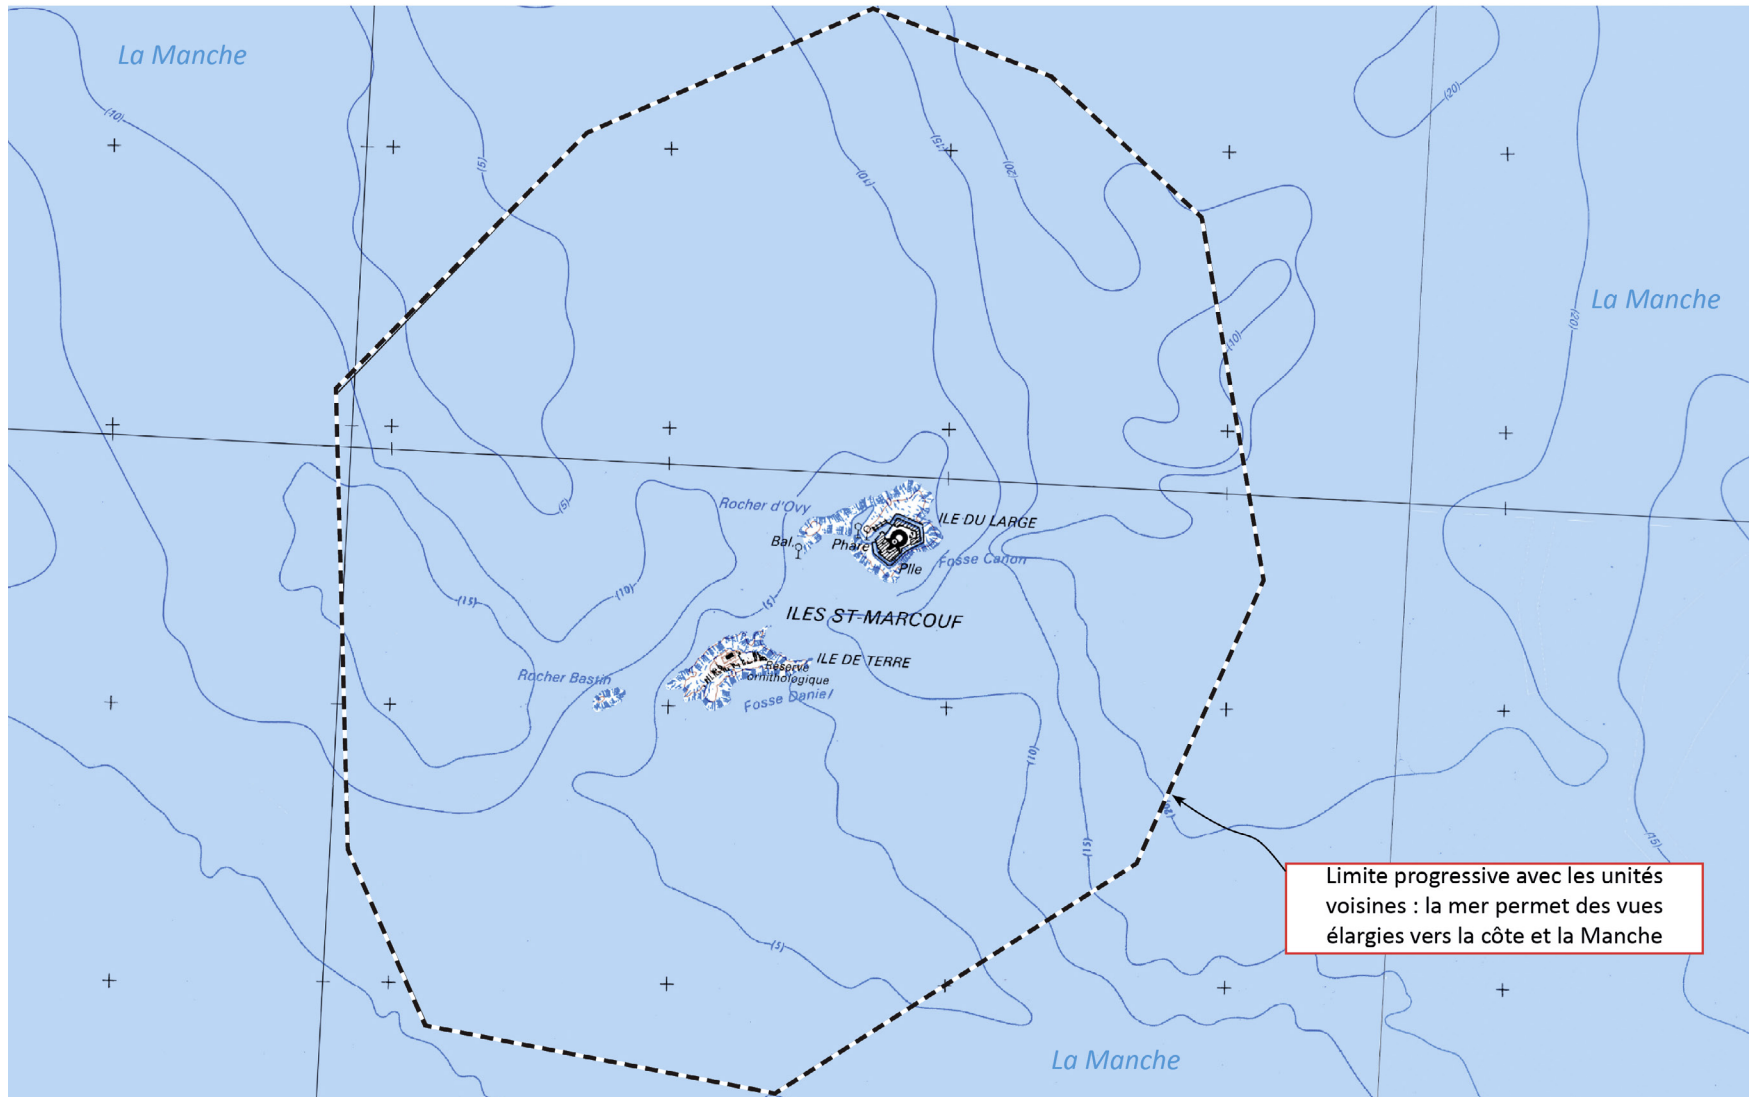 La Manche
(10)
(5)
(10)
(15)
(20)
(20)
La Manche
(20)
(10)
Rocher d'Ovy
ILE DU LARGE
Bal.
Phare
Plle
Fosse Canon
(5)
(10)
(15)
(5)
ILES ST-MARCOUF
ILE DE TERRE
Réserve
ornithologique
Rocher Bastin
Fosse Daniel
(10)
(20)
(15)
(15)
Limite progressive avec les unités
voisines : la mer permet des vues
élargies vers la côte et la Manche
(5)
La Manche